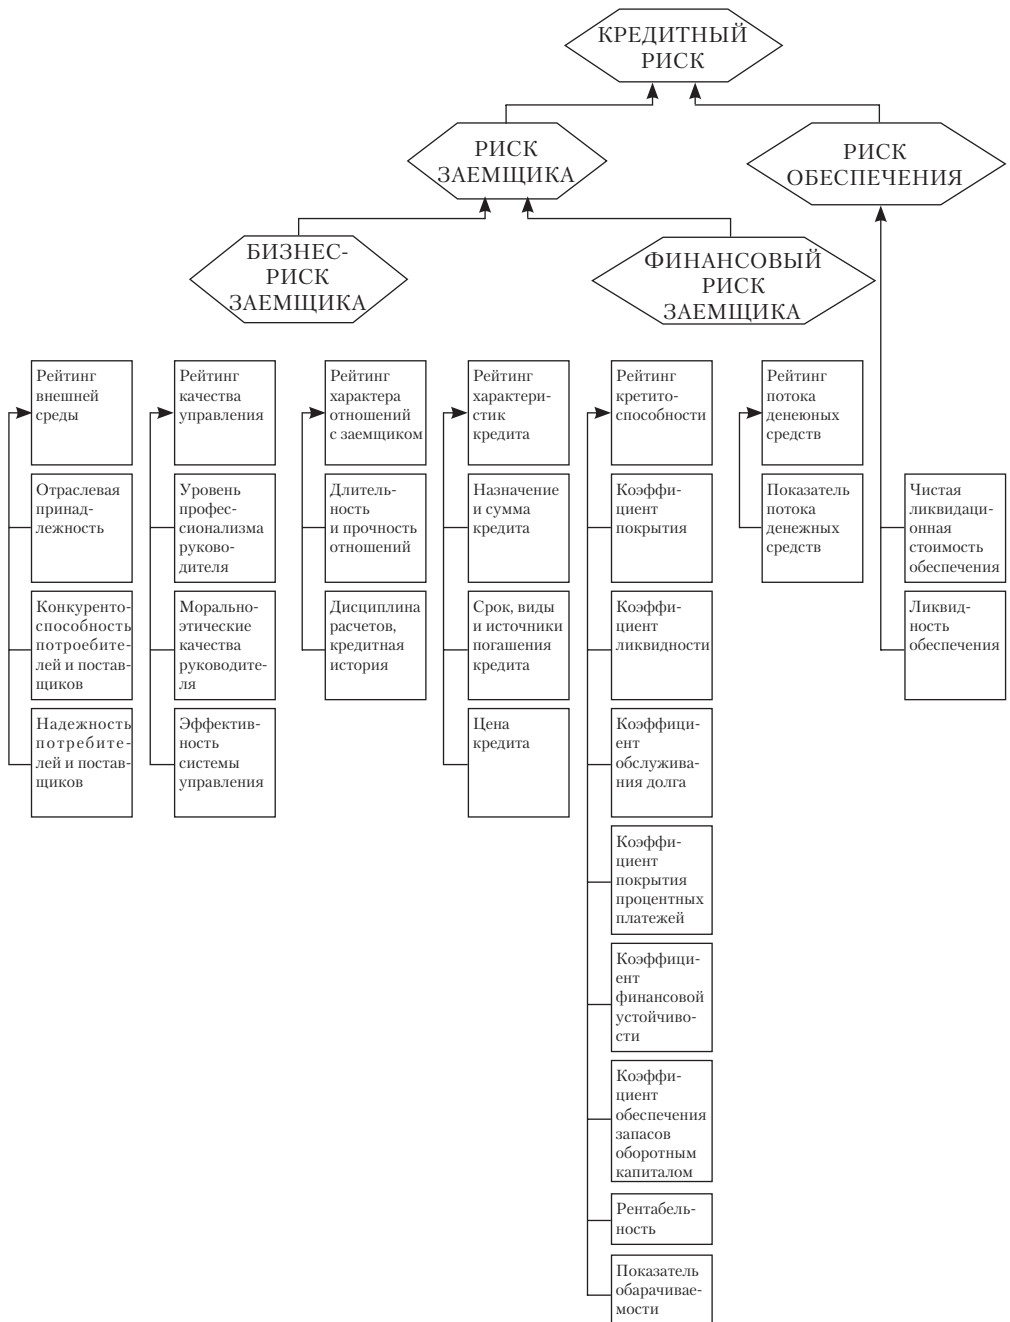 КРЕДИТНЫЙ
РИСК
РИСК
ЗАЕМЩИКА
РИСК
ОБЕСПЕЧЕНИЯ
БИЗНЕС-
РИСК
ЗАЕМЩИКА
ФИНАНСОВЫЙ
РИСК
ЗАЕМЩИКА
Рейтинг
внешней
среды
Рейтинг
качества
управления
Рейтинг
характера
отношений
с заемщиком
Рейтинг
характери-
стик
кредита
Рейтинг
кретито-
способности
Рейтинг
потока
денеюных
средств
Отраслевая
принад-
лежность
Уровень
профес-
сионализма
руково-
дителя
Длитель-
ность
и прочность
отношений
Назначение
и сумма
кредита
Коэффи-
циент
покрытия
Показатель
потока
денежных
средств
Чистая
ликвидаци-
онная
стоимость
обеспечения
Конкуренто-
способность
потроебите-
лей и постав-
щиков
Морально-
этические
качества
руководите-
ля
Дисциплина
расчетов,
кредитная
история
Срок, виды
и источники
погашения
кредита
Коэффи-
циент
ликвидности
Ликвид-
ность
обеспечения
Надежность
потребите-
лей и постав-
щиков
Эффектив-
ность
системы
управления
Цена
кредита
Коэффици-
ент
обслужива-
ния долга
Коэффи-
циент
покрытия
процентных
платежей
Коэффици-
ент
финансовой
устойчиво-
сти
Коэффи-
циент
обеспечения
запасов
оборотным
капиталом
Рентабель-
ность
Показатель
обарачивае-
мости